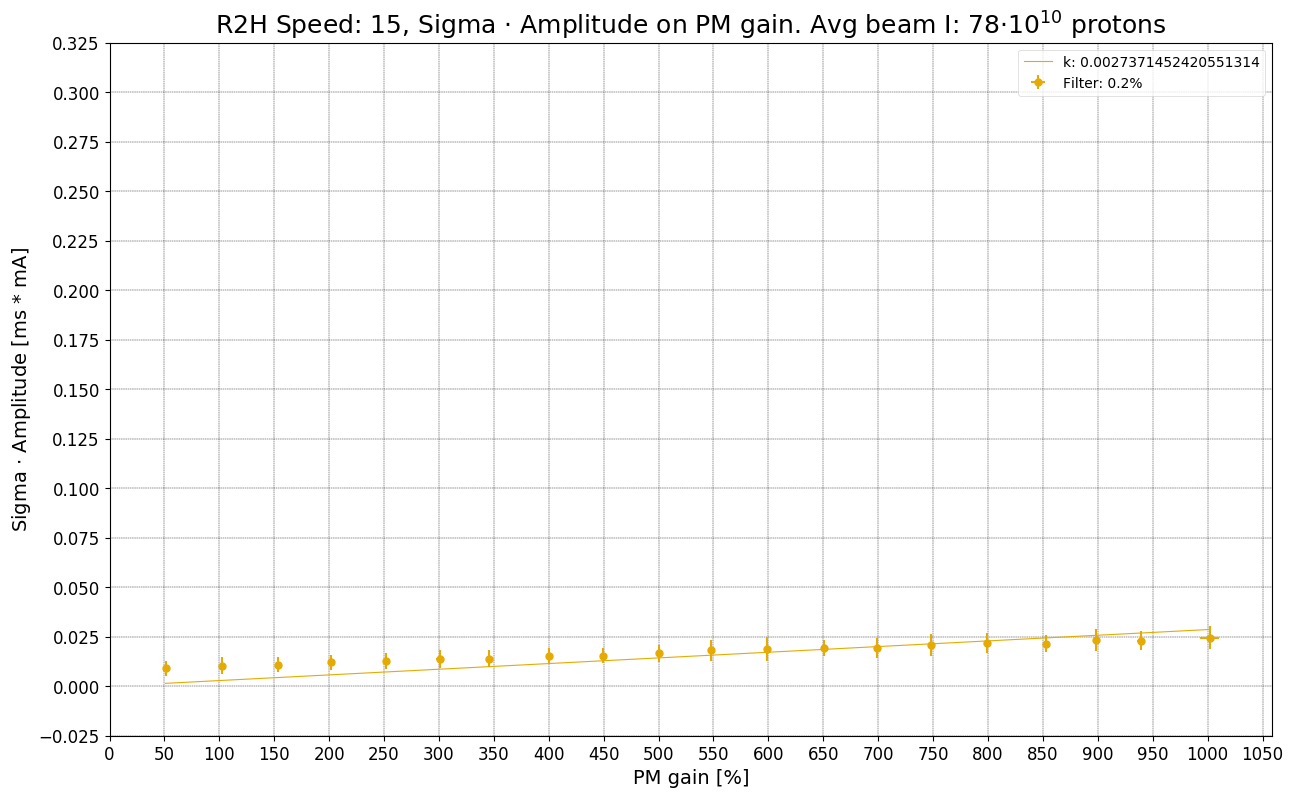 R2H Speed: 15, Sigma · Amplitude on PM gain. Avg beam I: 78·10¹⁰ protons
k: 0.0027371452420551314
Filter: 0.2%
Sigma · Amplitude [ms * mA]
0.325
0.300
0.275
0.250
0.225
0.200
0.175
0.150
0.125
0.100
0.075
0.050
0.025
0.000
−0.025
0 50 100 150 200 250 300 350 400 450 500 550 600 650 700 750 800 850 900 950 1000 1050
PM gain [%]